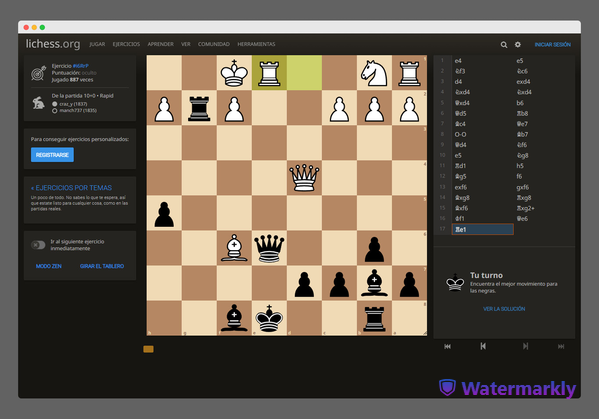 lichess.org JUGAR EJERCICIOS APRENDER VER COMUNIDAD HERRAMIENTAS INICIAR SESIÓN
Puntuación: oculto
Jugado 887 veces
De la partida 10+0 • Rapid
craz_y (1837)
manch737 (1835)
Para conseguir ejercicios personalizados:
REGISTRARSE
+ EJERCICIOS POR TEMAS
Un poco de todo. No sabes lo que te espera, así
que estate listo para cualquier cosa, como en las
partidas reales.
Ir al siguiente ejercicio
inmediatamente
MODO ZEN GIRAR EL TABLERO
1 e4 e5
2 ♘f3 ♘c6
3 d4 exd4
4 ♘xd4 ♘xd4
5 ♕xd4 b6
6 ♕d5 ♖b8
7 ♗c4 ♕e7
8 O-O ♗b7
9 ♕d4 ♘f6
10 e5 ♘g8
11 ♖d1 h5
12 ♗g5 f6
13 exf6 gxf6
14 ♗xg8 ♖xg8
15 ♗xf6 ♖xg2+
16 ♔f1 ♕e6
17 ♖e1
Tu turno
Encuentra el mejor movimiento para
las negras.
VER LA SOLUCIÓN
Watermarkly